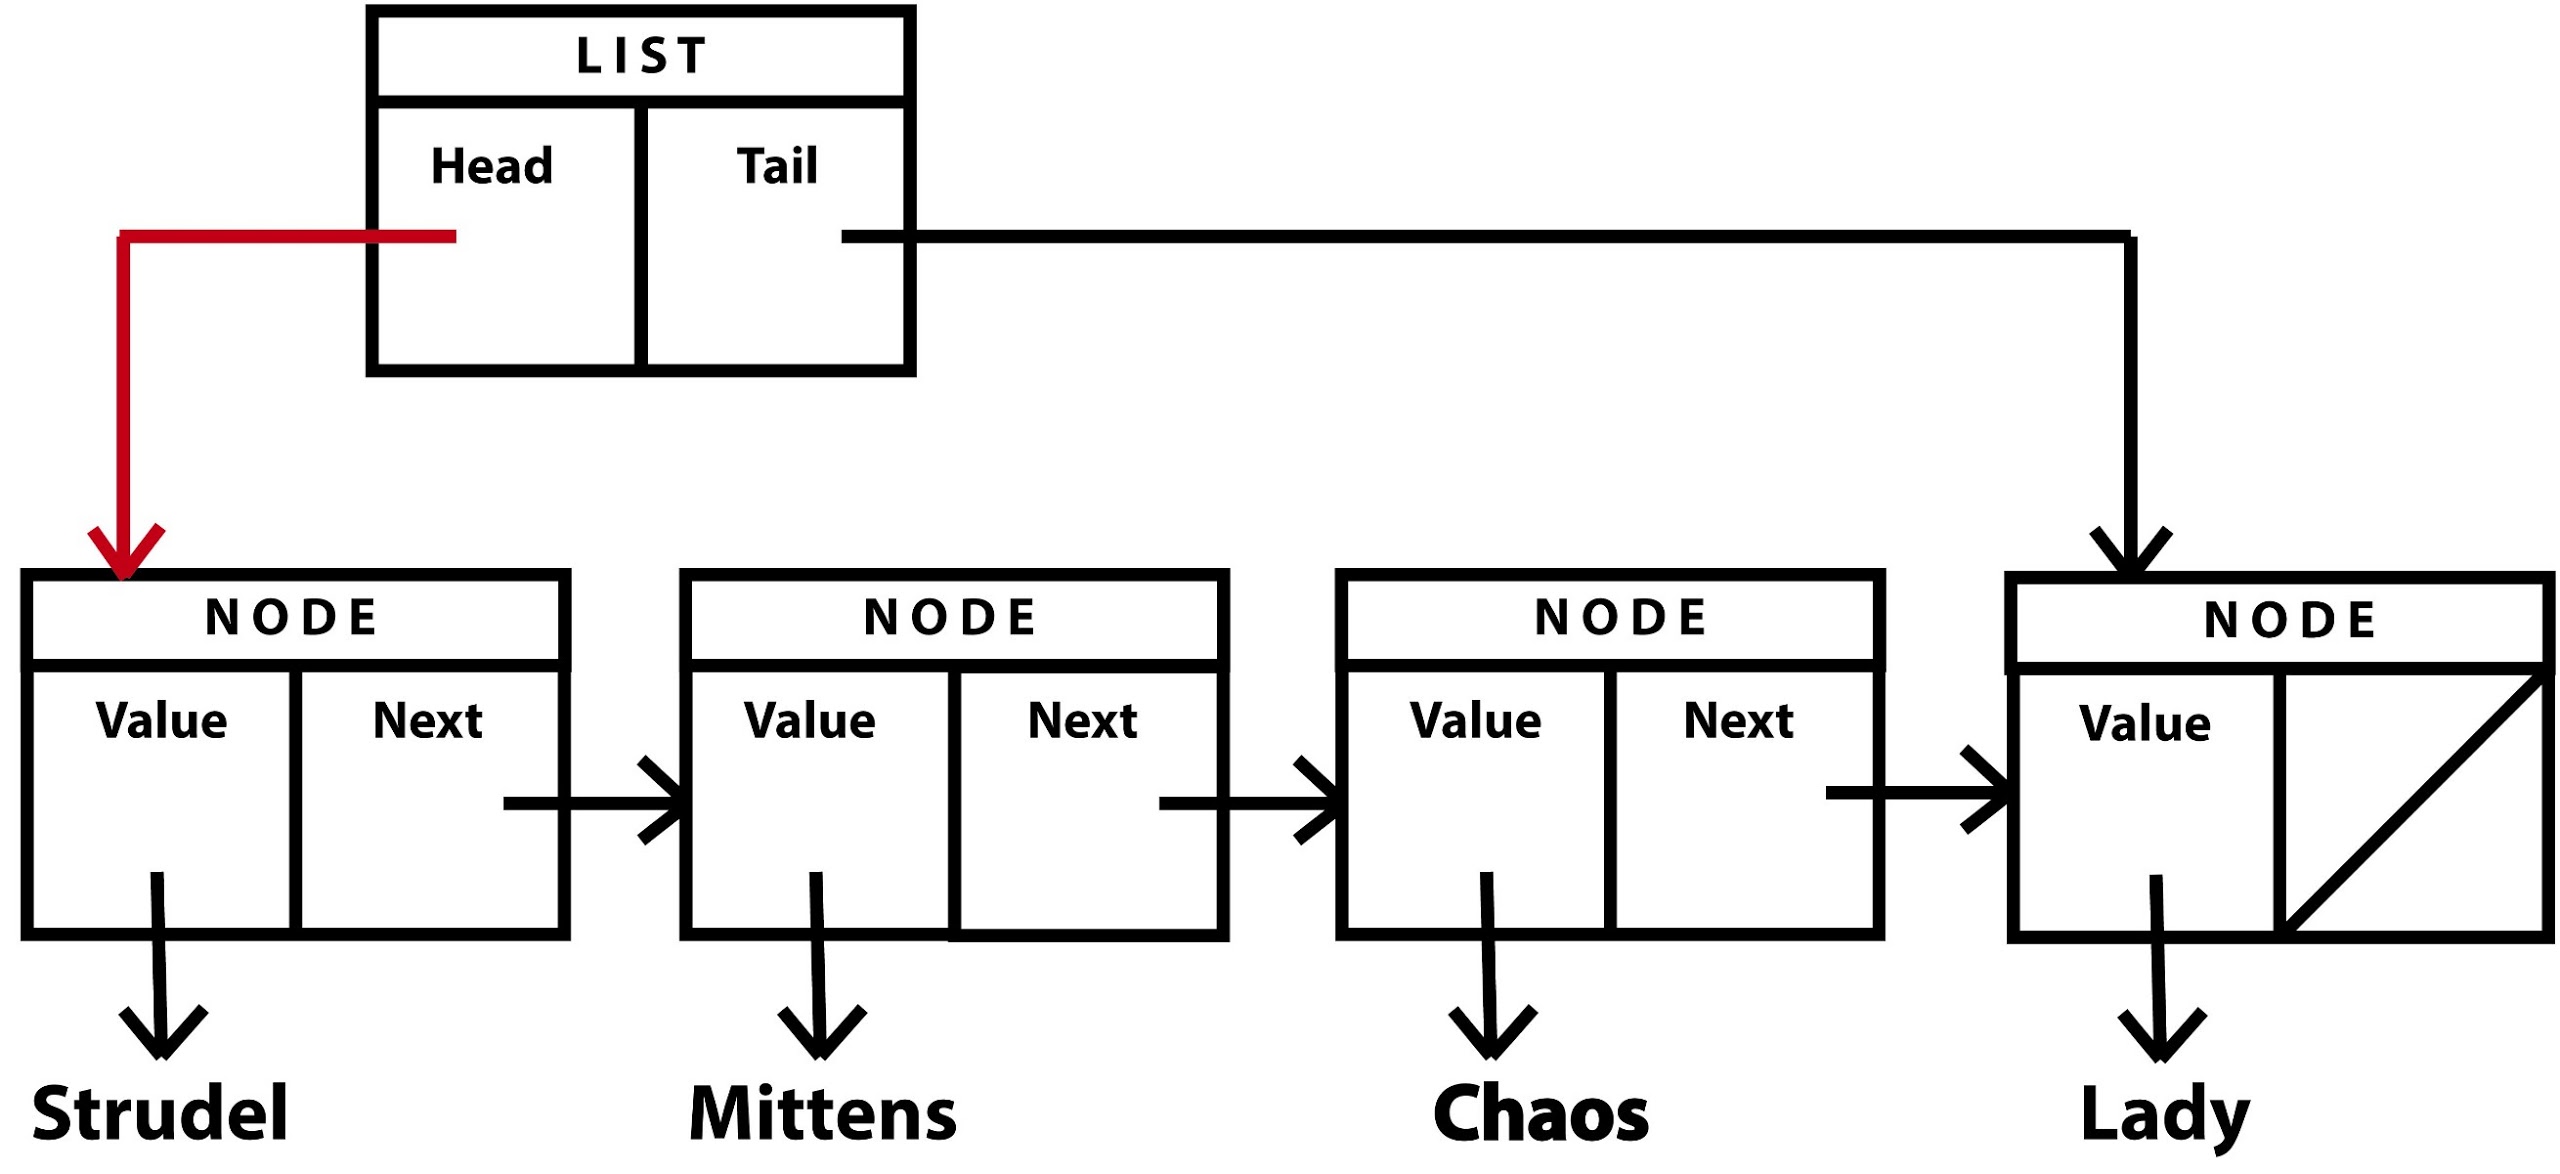 LIST
Head Tail
NODE NODE NODE NODE
Value Next Value Next Value Next Value
Strudel Mittens Chaos Lady